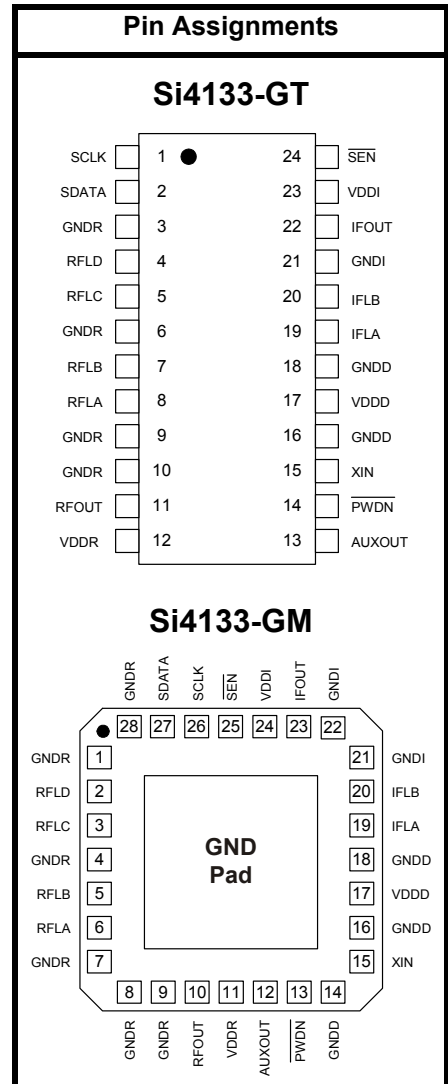 Pin Assignments
Si4133-GT
SCLK 1 24 S̅E̅N̅
SDATA 2 23 VDDI
GNDR 3 22 IFOUT
RFLD 4 21 GNDI
RFLC 5 20 IFLB
GNDR 6 19 IFLA
RFLB 7 18 GNDD
RFLA 8 17 VDDD
GNDR 9 16 GNDD
GNDR 10 15 XIN
RFOUT 11 14 P̅W̅D̅N̅
VDDR 12 13 AUXOUT
Si4133-GM
GNDR SDATA SCLK S̅E̅N̅ VDDI IFOUT GNDI
28 27 26 25 24 23 22
GNDR 1 21 GNDI
RFLD 2 20 IFLB
RFLC 3 19 IFLA
GNDR 4 18 GNDD
RFLB 5 17 VDDD
RFLA 6 16 GNDD
GNDR 7 15 XIN
GND
Pad
8 9 10 11 12 13 14
GNDR GNDR RFOUT VDDR AUXOUT P̅W̅D̅N̅ GNDD